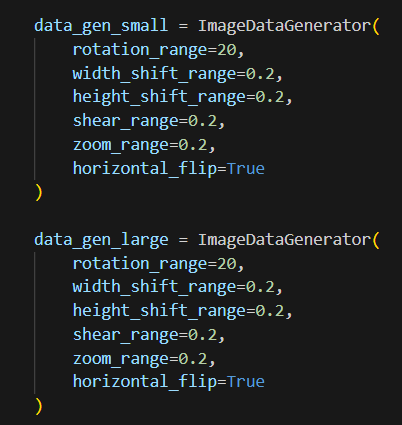 data_gen_small = ImageDataGenerator(
    rotation_range=20,
    width_shift_range=0.2,
    height_shift_range=0.2,
    shear_range=0.2,
    zoom_range=0.2,
    horizontal_flip=True
)

data_gen_large = ImageDataGenerator(
    rotation_range=20,
    width_shift_range=0.2,
    height_shift_range=0.2,
    shear_range=0.2,
    zoom_range=0.2,
    horizontal_flip=True
)